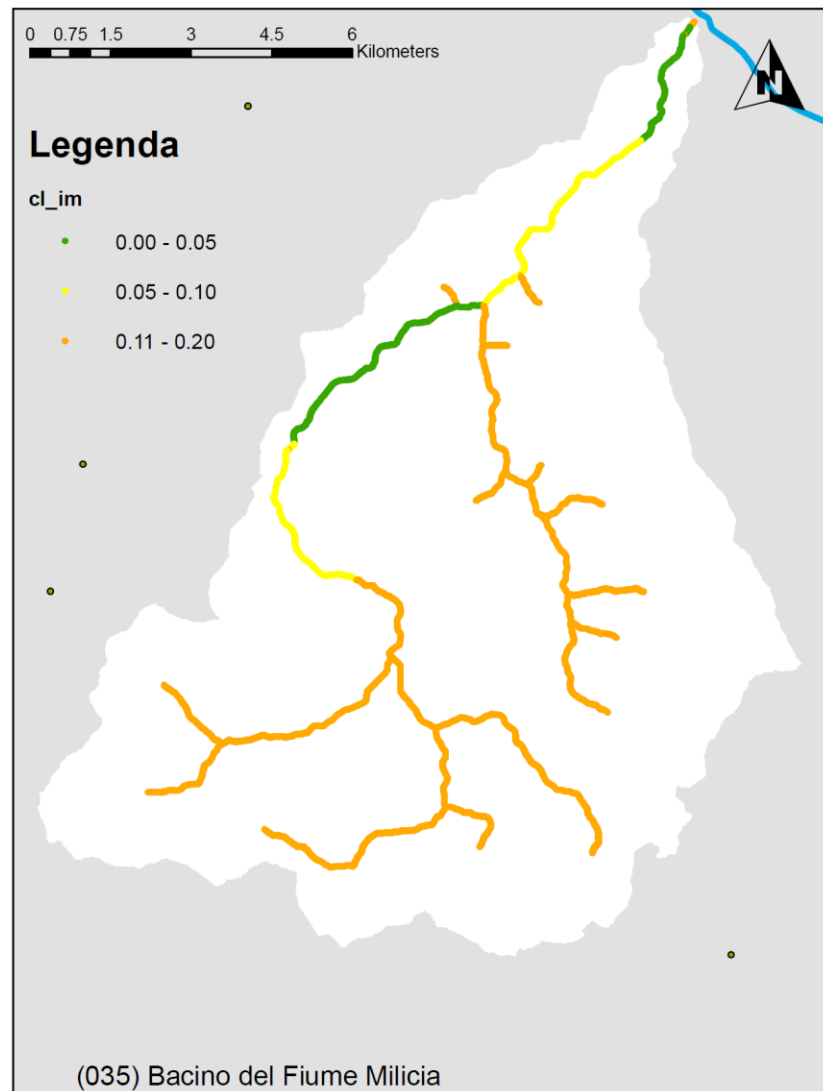 0 0.75 1.5 3 4.5 6
Kilometers
N
Legenda
cl_im
0.00 - 0.05
0.05 - 0.10
0.11 - 0.20
(035) Bacino del Fiume Milicia